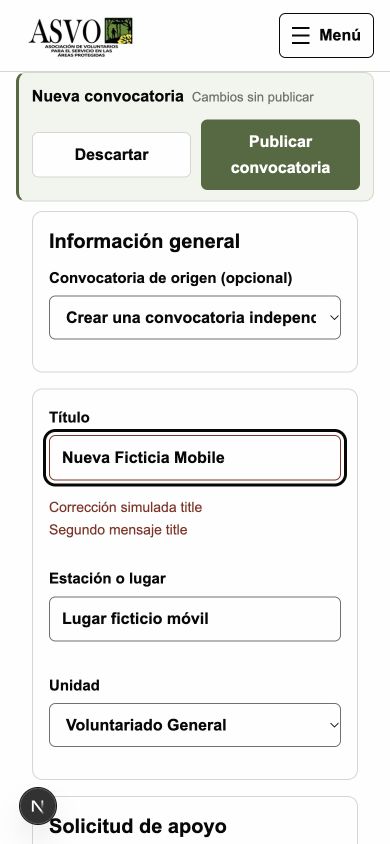 ASVO
ASOCIACIÓN DE VOLUNTARIOS
PARA EL SERVICIO EN LAS
ÁREAS PROTEGIDAS
Menú
Nueva convocatoria Cambios sin publicar
Descartar
Publicar
convocatoria
Información general
Convocatoria de origen (opcional)
Crear una convocatoria independ
Título
Nueva Ficticia Mobile
Corrección simulada title
Segundo mensaje title
Estación o lugar
Lugar ficticio móvil
Unidad
Voluntariado General
N
Solicitud de apoyo